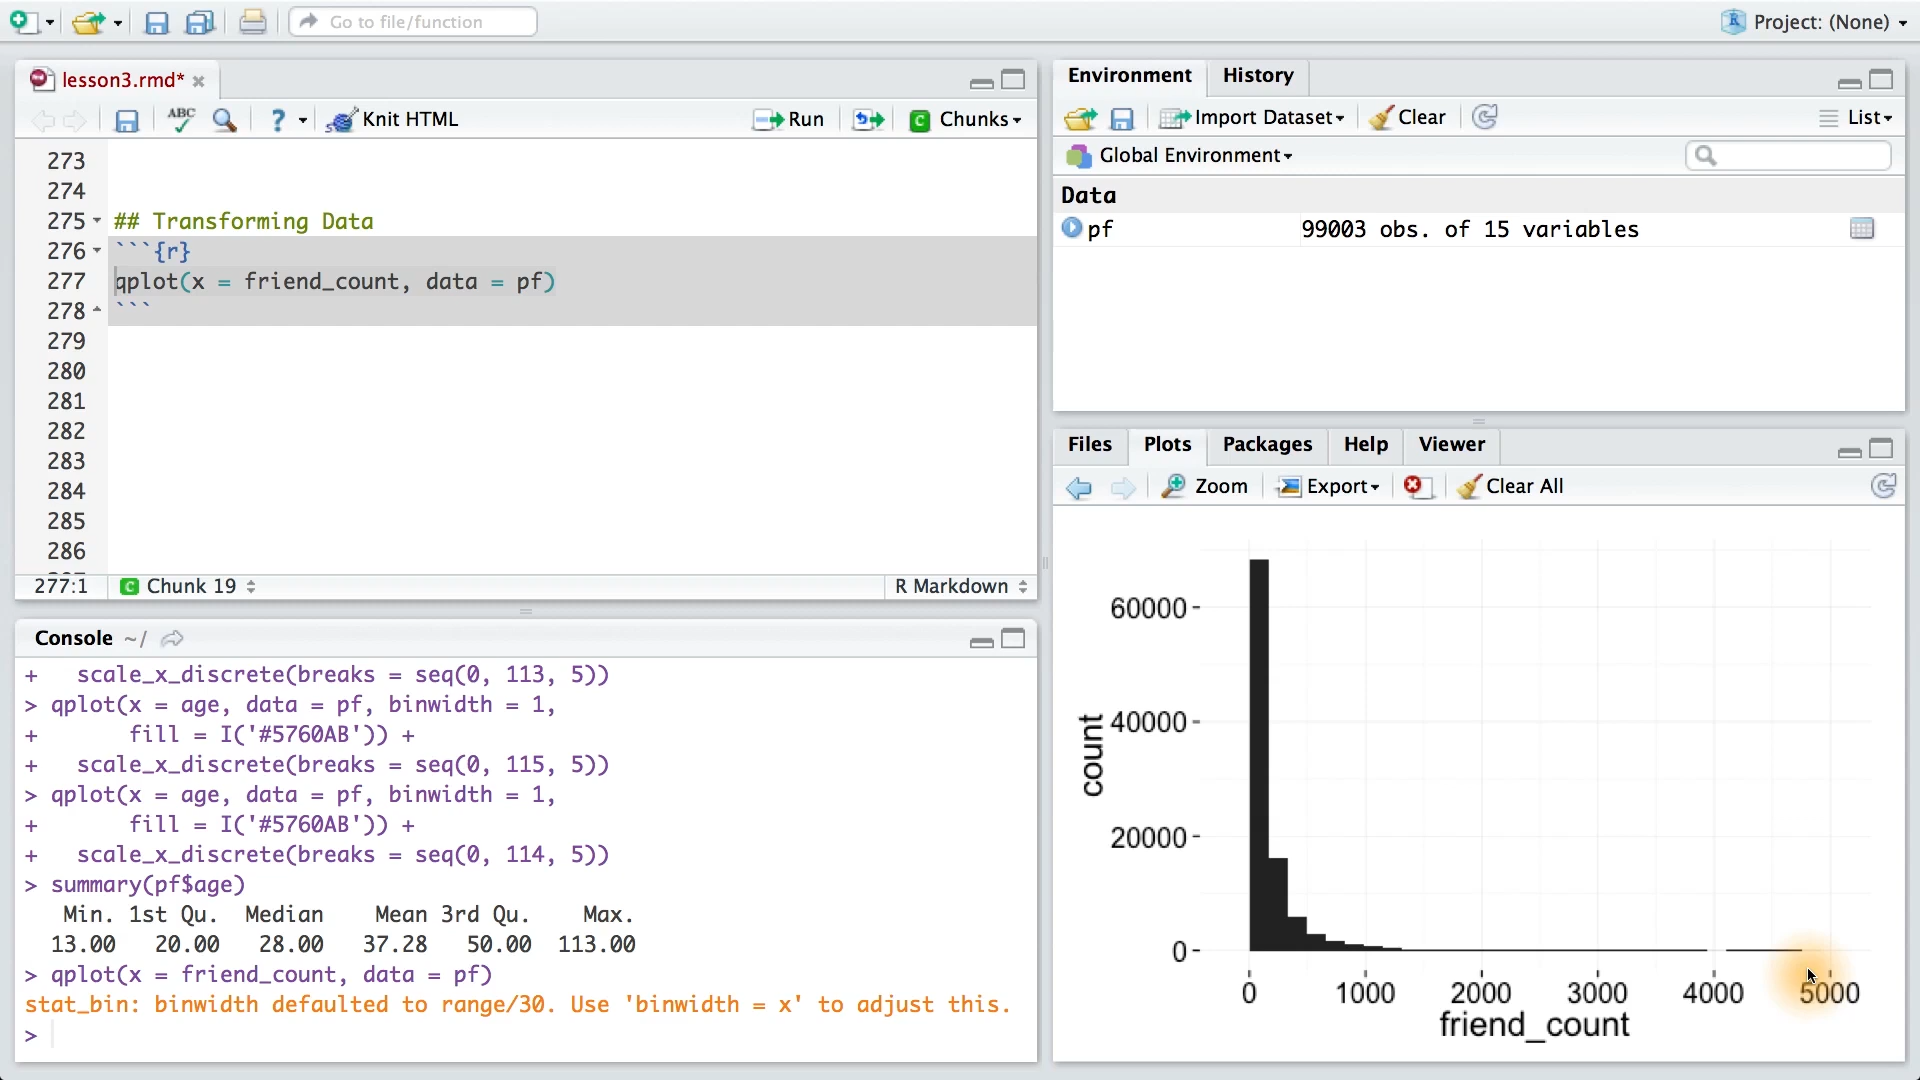 Go to file/function
Project: (None)
lesson3.rmd*
ABC
?
Knit HTML
Run
C Chunks
273
274
275 ## Transforming Data
276 ```{r}
277 qplot(x = friend_count, data = pf)
278 ```
279
280
281
282
283
284
285
286
277:1 C Chunk 19 R Markdown
Console ~/
+   scale_x_discrete(breaks = seq(0, 113, 5))
> qplot(x = age, data = pf, binwidth = 1,
+       fill = I('#5760AB')) +
+   scale_x_discrete(breaks = seq(0, 115, 5))
> qplot(x = age, data = pf, binwidth = 1,
+       fill = I('#5760AB')) +
+   scale_x_discrete(breaks = seq(0, 114, 5))
> summary(pf$age)
Min. 1st Qu. Median Mean 3rd Qu. Max.
13.00 20.00 28.00 37.28 50.00 113.00
> qplot(x = friend_count, data = pf)
stat_bin: binwidth defaulted to range/30. Use 'binwidth = x' to adjust this.
>
Environment History
Import Dataset Clear List
Global Environment
Data
pf 99003 obs. of 15 variables
Files Plots Packages Help Viewer
Zoom Export Clear All
60000
40000
20000
0
count
0 1000 2000 3000 4000 5000
friend_count